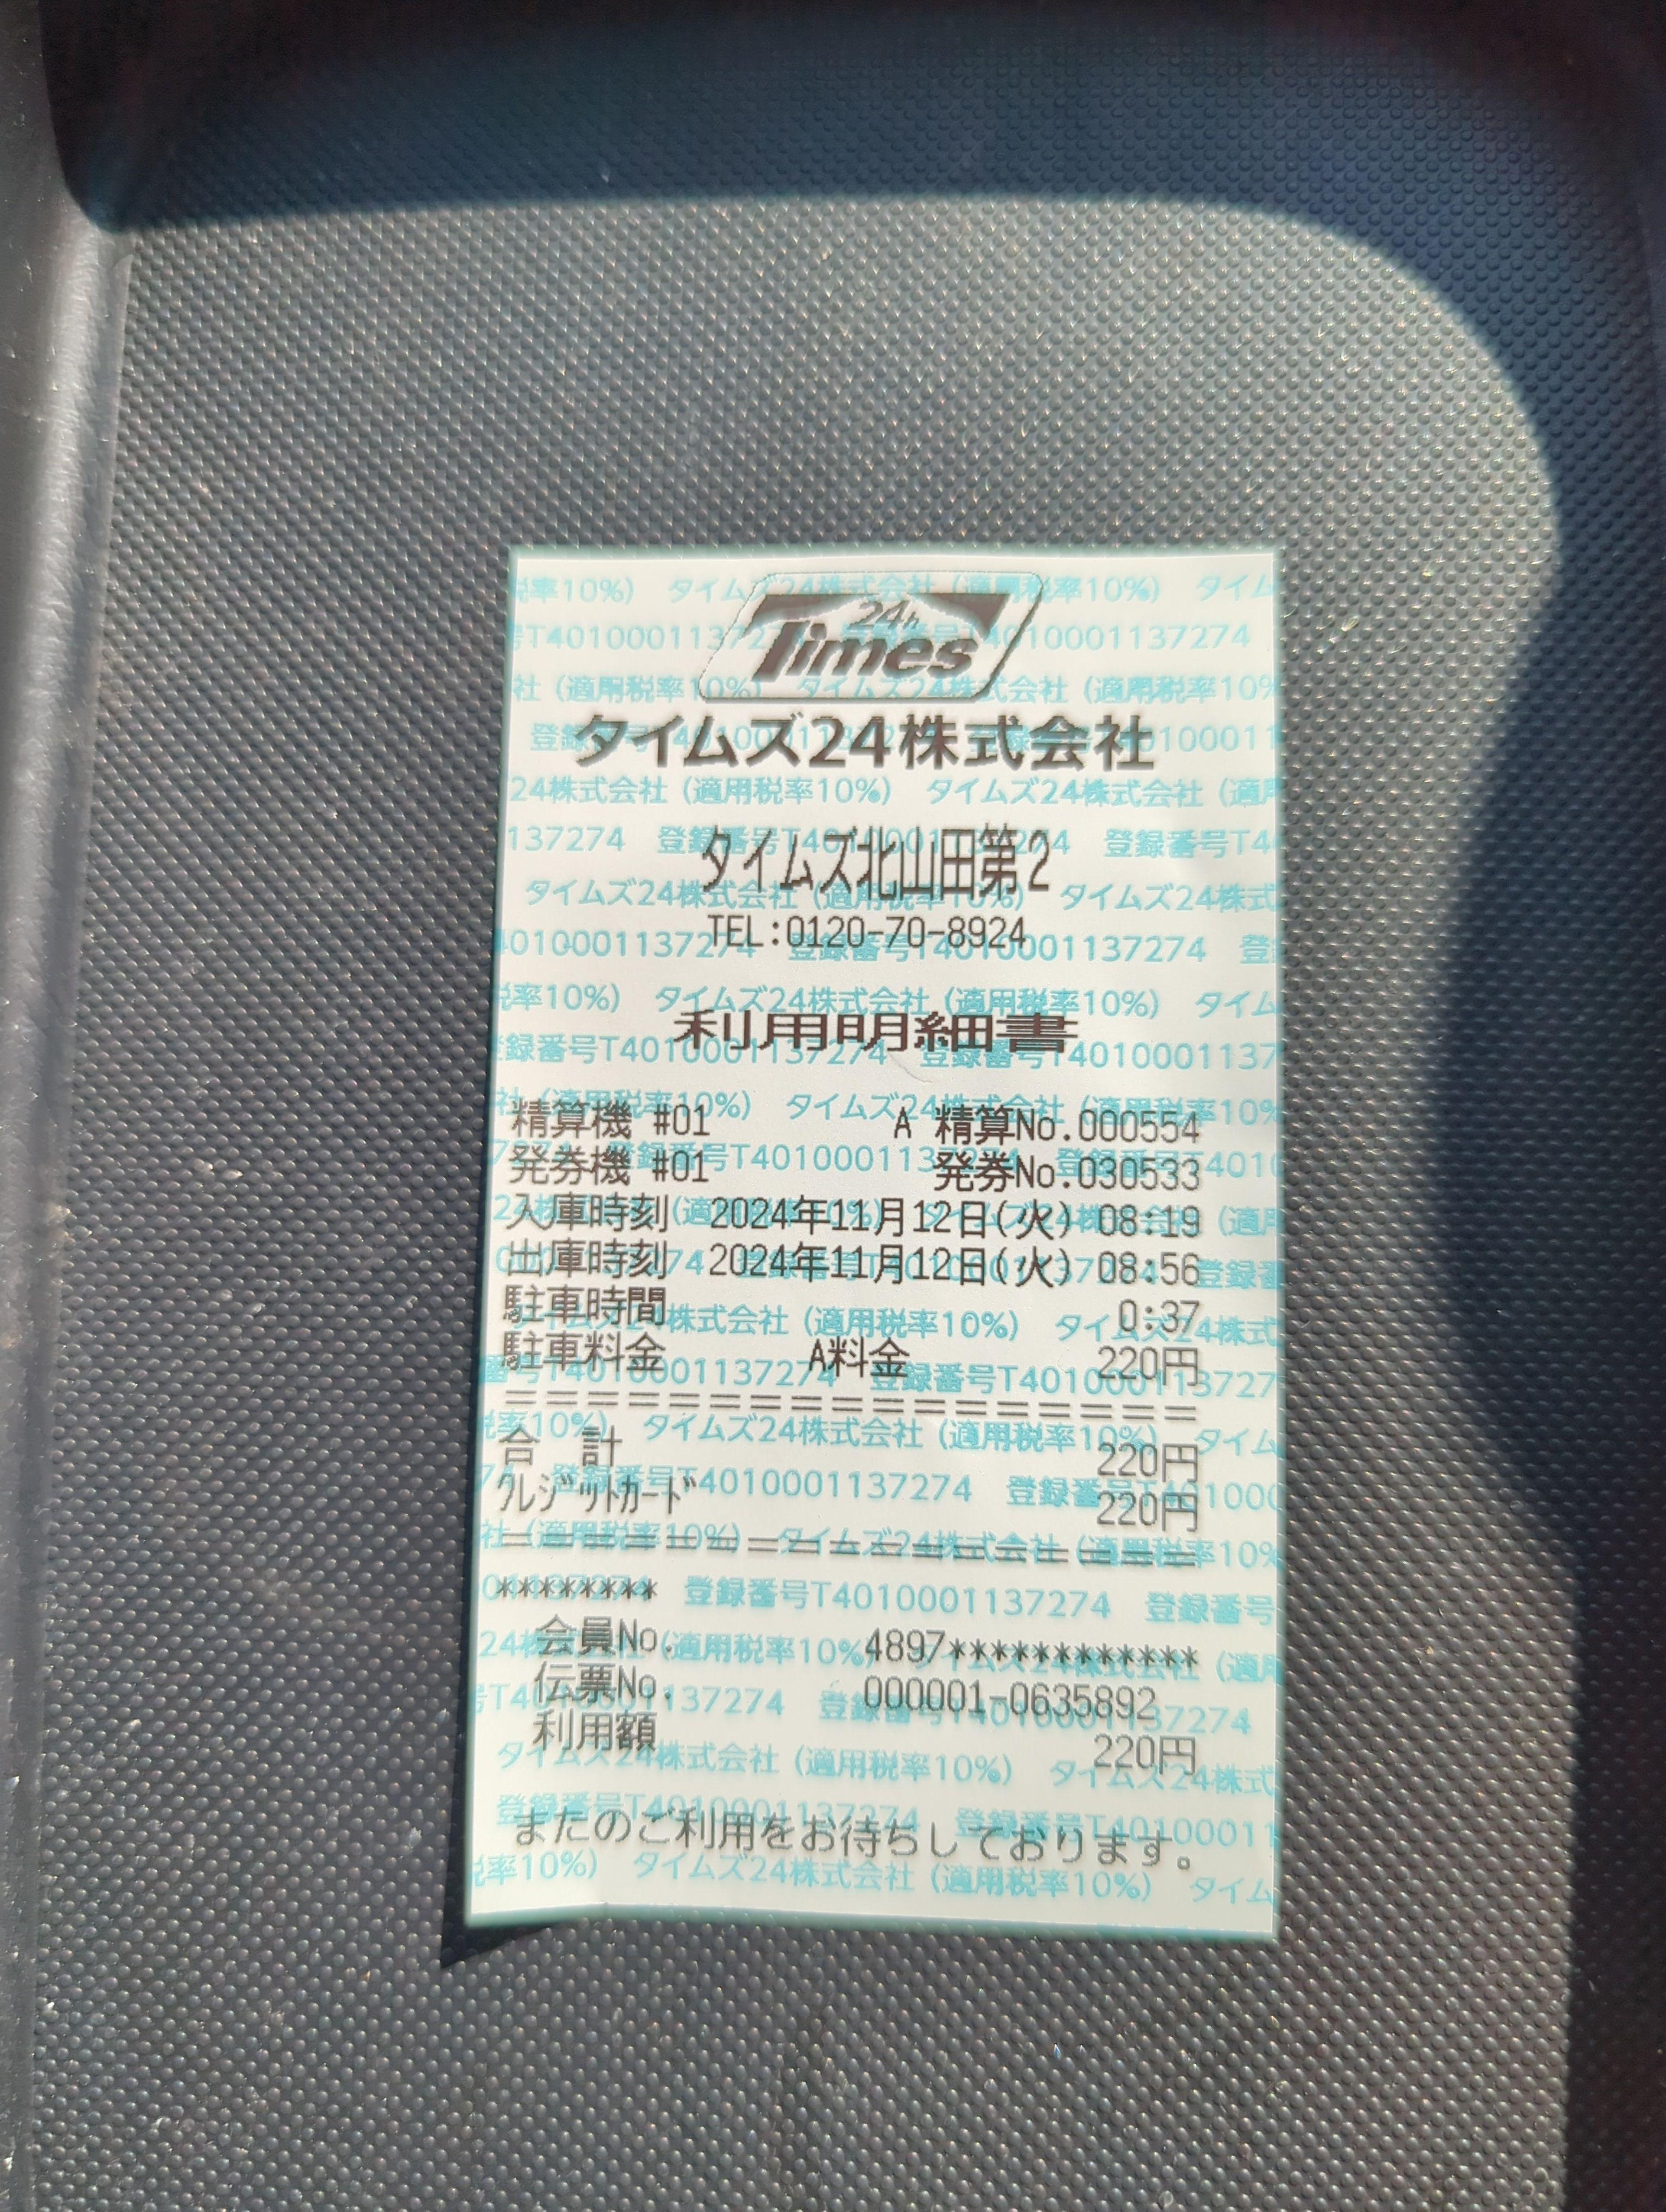 24h
Times
タイムズ24株式会社
タイムズ北山田第2
TEL:0120-70-8924
利用明細書
精算機 #01 A 精算No.000554
発券機 #01 発券No.030533
入庫時刻 2024年11月12日(火) 08:19
出庫時刻 2024年11月12日(火) 08:56
駐車時間 0:37
駐車料金 A料金 220円
==================
合 計 220円
クレジットカード 220円
==================
********
会員No. 4897************
伝票No. 000001-0635892
利用額 220円
またのご利用をお待ちしております。
タイムズ24株式会社 (適用税率10%)
登録番号T4010001137274